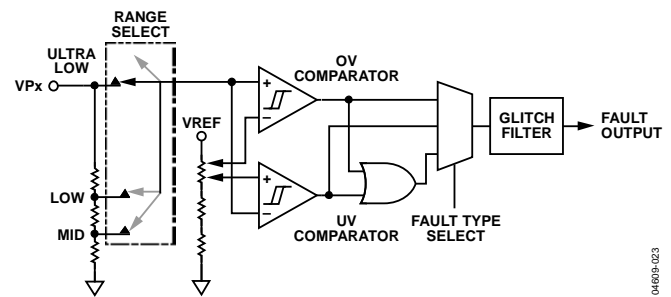 RANGE
SELECT
ULTRA
LOW
VPx
LOW
MID
VREF
+
−
OV
COMPARATOR
+
−
UV
COMPARATOR
FAULT TYPE
SELECT
GLITCH
FILTER
FAULT
OUTPUT
04609-023